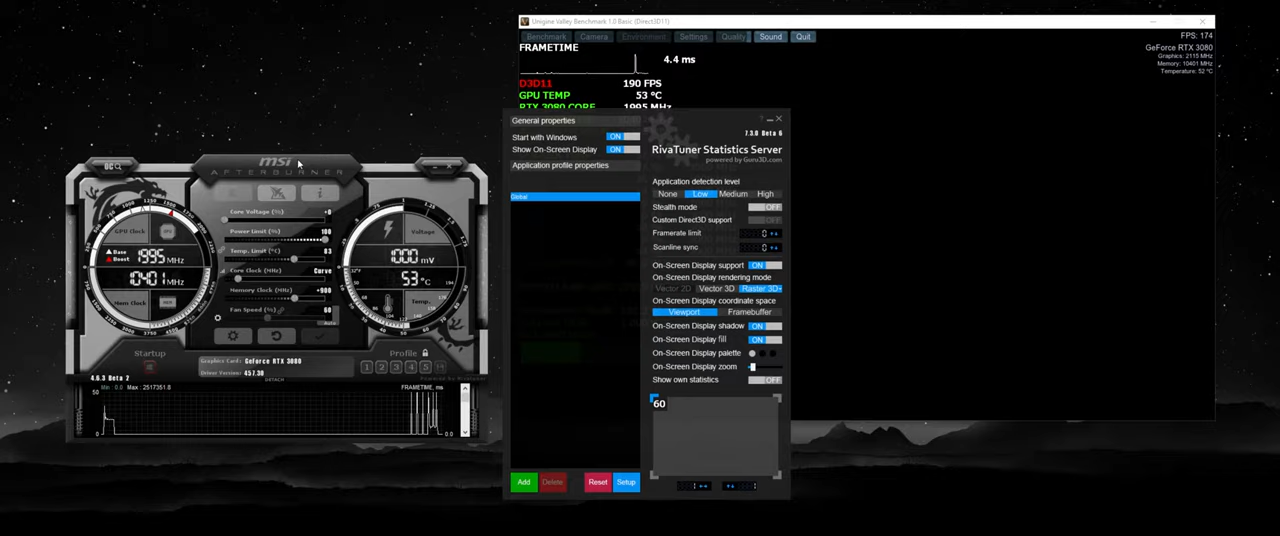 Unigine Valley Benchmark 1.0 Basic (Direct3D11)
Benchmark Camera Environment Settings Quality Sound Quit
FPS: 174
GeForce RTX 3080
Graphics: 2115 MHz
Memory: 10401 MHz
Temperature: 52 °C
FRAMETIME
4.4 ms
D3D11 190 FPS
GPU TEMP 53 °C
RTX 3080 CORE 1995 MHz
msi
AFTERBURNER
Core Voltage (%) +0
Power Limit (%) 100
Temp. Limit (°C) 83
Core Clock (MHz) Curve
Memory Clock (MHz) +900
Fan Speed (%) 60
Auto
GPU Clock
Base
Boost
1995 MHz
10401 MHz
Mem Clock
Voltage
1000 mV
53 °C
Temp.
Startup
Profile
1 2 3 4 5
Graphics Card: GeForce RTX 3080
Driver Version: 457.30
4.6.3 Beta 2
DETACH
Min : 0.0 Max : 2517351.8
FRAMETIME, ms
50
0
0.0
General properties
Start with Windows ON
Show On-Screen Display ON
Application profile properties
Global
Add Delete Reset Setup
7.3.0 Beta 6
RivaTuner Statistics Server
powered by Guru3D.com
Application detection level
None Low Medium High
Stealth mode OFF
Custom Direct3D support OFF
Framerate limit 0
Scanline sync 0
On-Screen Display support ON
On-Screen Display rendering mode
Vector 2D Vector 3D Raster 3D
On-Screen Display coordinate space
Viewport Framebuffer
On-Screen Display shadow ON
On-Screen Display fill ON
On-Screen Display palette
On-Screen Display zoom
Show own statistics OFF
60